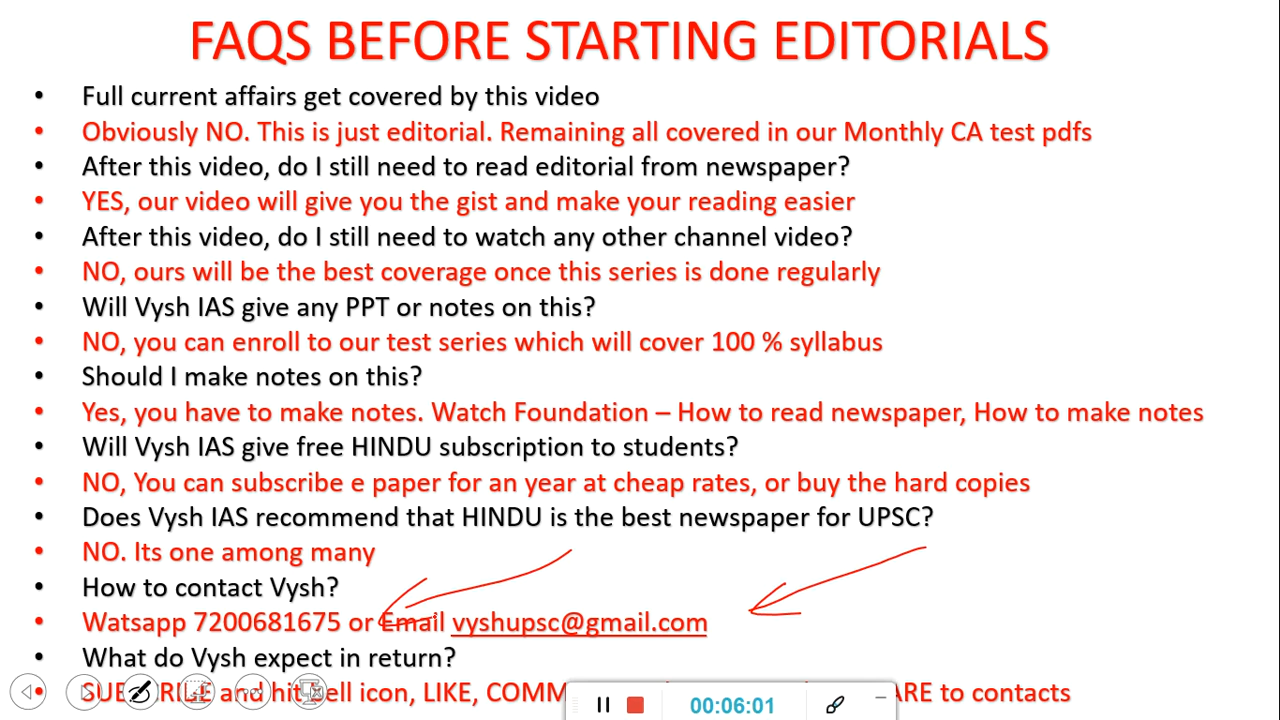 FAQS BEFORE STARTING EDITORIALS
• Full current affairs get covered by this video
• Obviously NO. This is just editorial. Remaining all covered in our Monthly CA test pdfs
• After this video, do I still need to read editorial from newspaper?
• YES, our video will give you the gist and make your reading easier
• After this video, do I still need to watch any other channel video?
• NO, ours will be the best coverage once this series is done regularly
• Will Vysh IAS give any PPT or notes on this?
• NO, you can enroll to our test series which will cover 100 % syllabus
• Should I make notes on this?
• Yes, you have to make notes. Watch Foundation – How to read newspaper, How to make notes
• Will Vysh IAS give free HINDU subscription to students?
• NO, You can subscribe e paper for an year at cheap rates, or buy the hard copies
• Does Vysh IAS recommend that HINDU is the best newspaper for UPSC?
• NO. Its one among many
• How to contact Vysh?
• Watsapp 7200681675 or Email vyshupsc@gmail.com
• What do Vysh expect in return?
• and hit bell icon, LIKE, to contacts
00:06:01